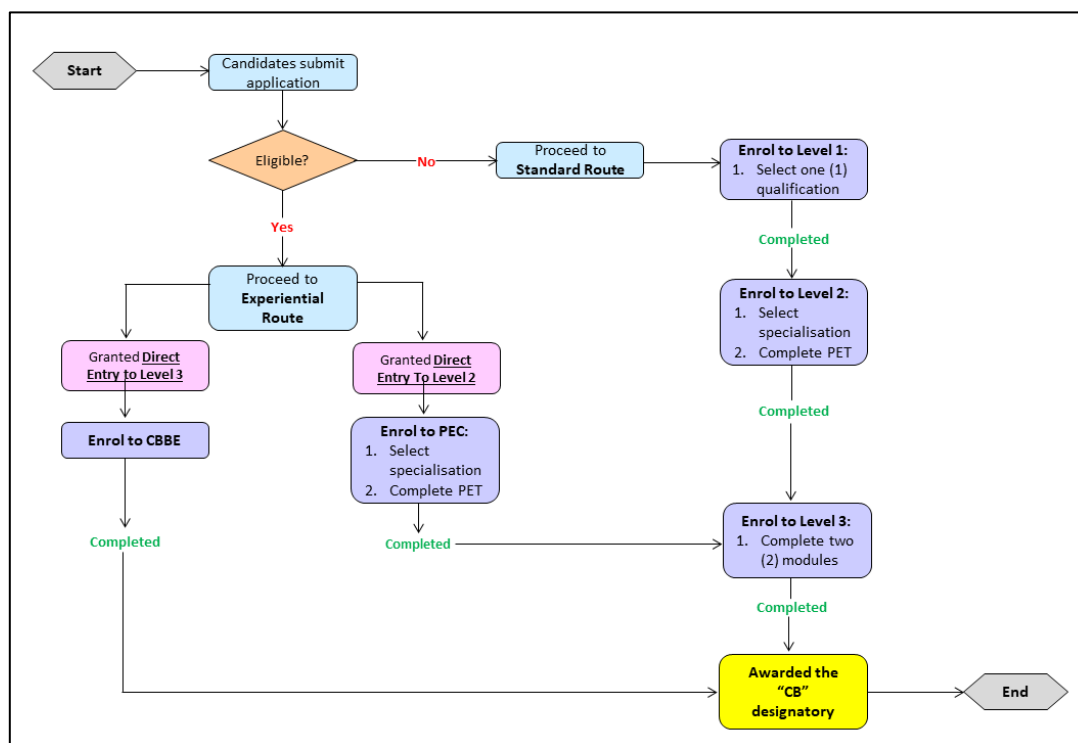 Start
Candidates submit
application
Eligible?
No
Proceed to
Standard Route
Enrol to Level 1:
1. Select one (1)
qualification
Yes
Completed
Proceed to
Experiential
Route
Enrol to Level 2:
1. Select
specialisation
2. Complete PET
Granted Direct
Entry to Level 3
Granted Direct
Entry To Level 2
Completed
Enrol to CBBE
Enrol to PEC:
1. Select
specialisation
2. Complete PET
Enrol to Level 3:
1. Complete two
(2) modules
Completed
Completed
Completed
Awarded the
“CB”
designatory
End